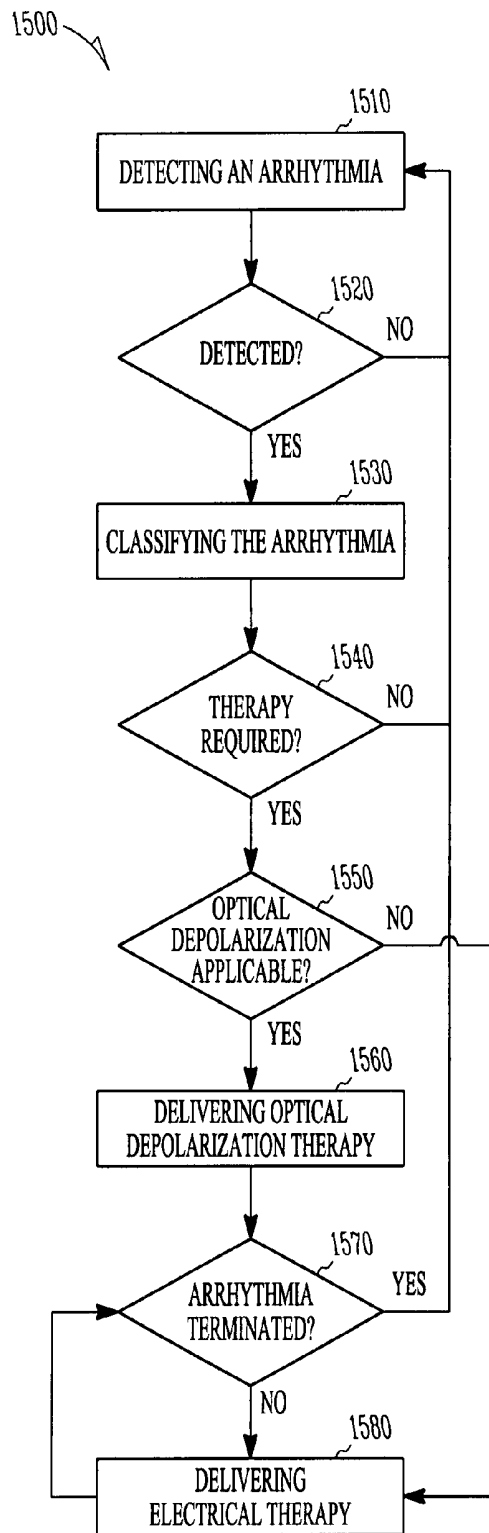 1500
1510
DETECTING AN ARRHYTHMIA
1520
DETECTED?
NO
YES
1530
CLASSIFYING THE ARRHYTHMIA
1540
THERAPY
REQUIRED?
NO
YES
1550
OPTICAL
DEPOLARIZATION
APPLICABLE?
NO
YES
1560
DELIVERING OPTICAL
DEPOLARIZATION THERAPY
1570
ARRHYTHMIA
TERMINATED?
YES
NO
1580
DELIVERING
ELECTRICAL THERAPY